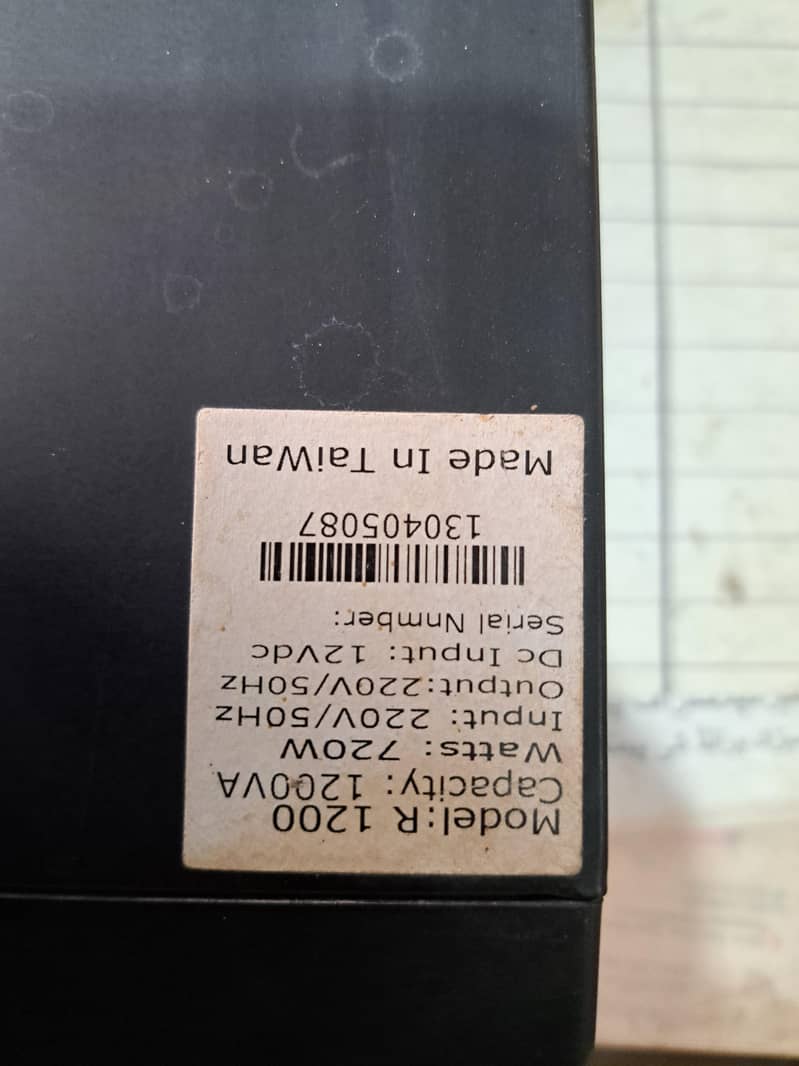 Model:R 1200
Capacity: 1200VA
Watts: 720W
Input: 220V/50Hz
Output:220V/50Hz
Dc Input: 12Vdc
Serial Nnmber:
130405087
Made In TaiWan